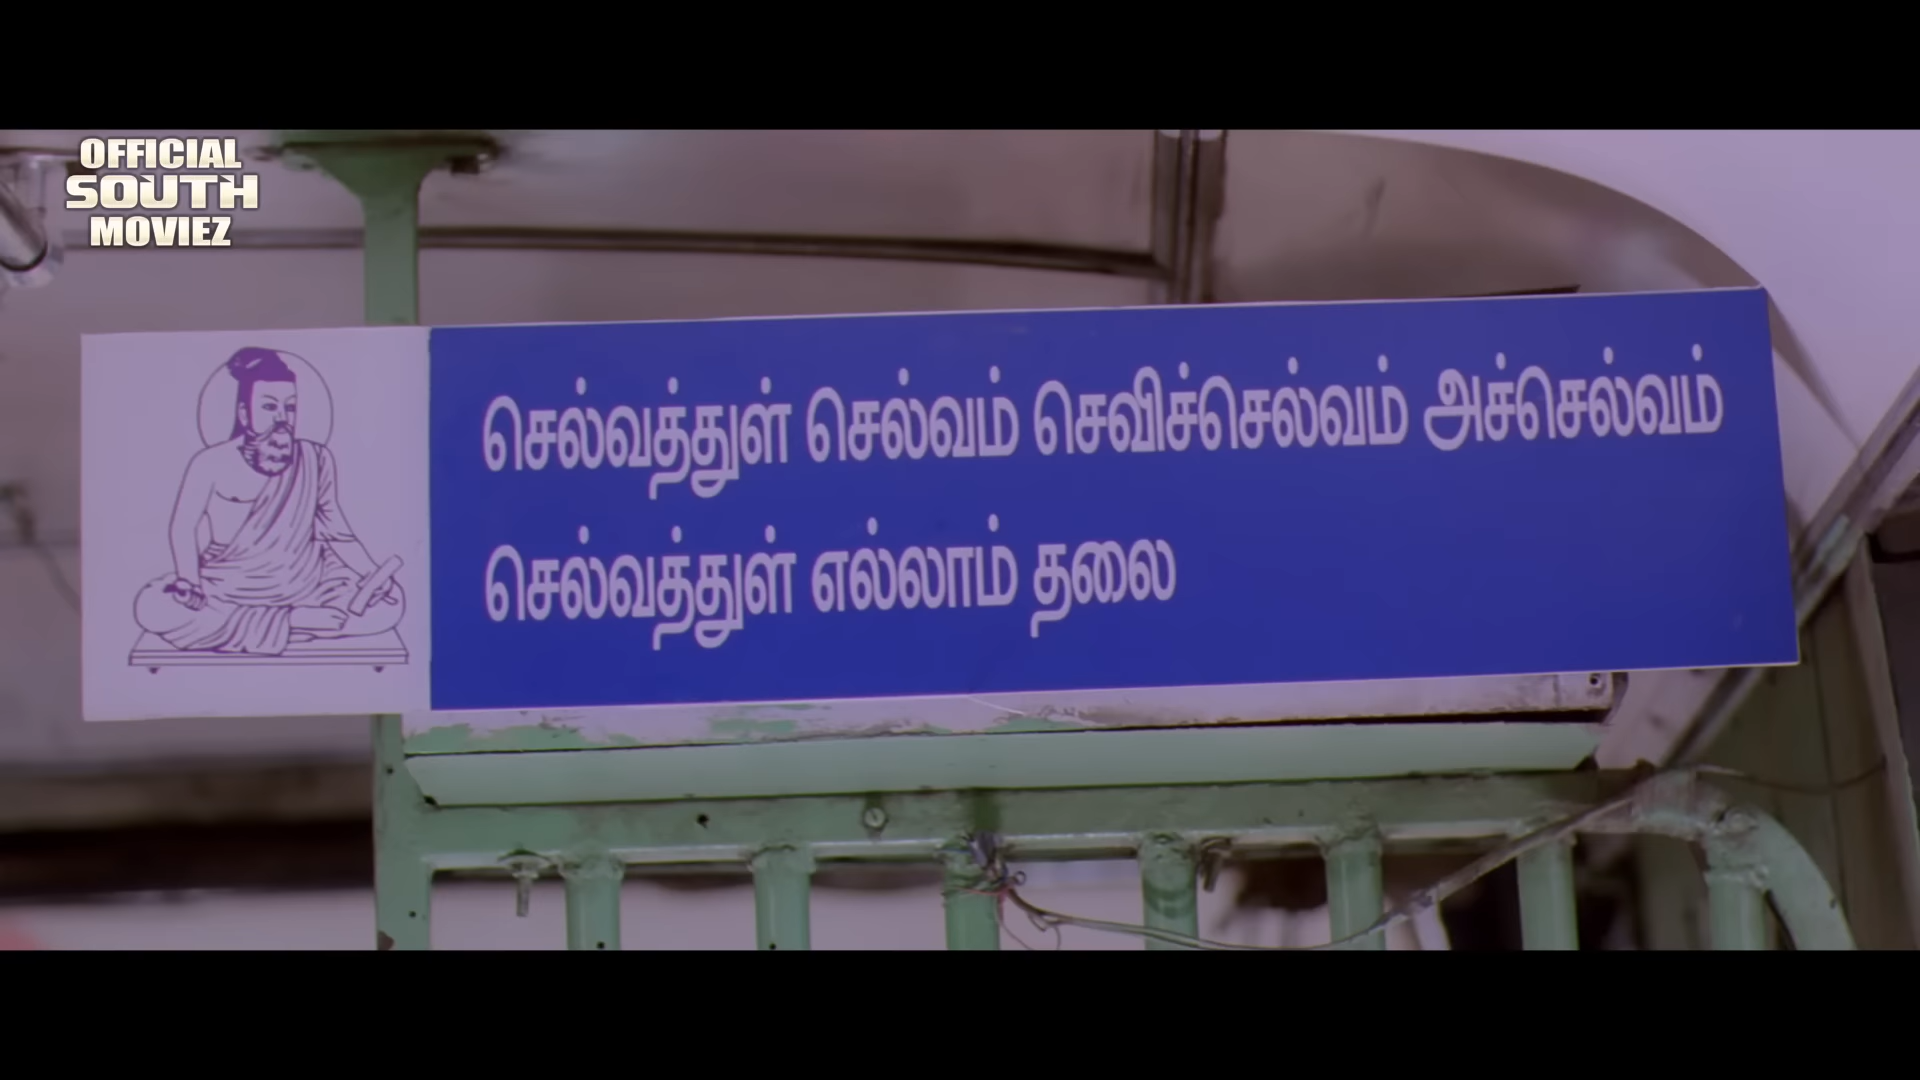 OFFICIAL
SOUTH
MOVIEZ
செல்வத்துள் செல்வம் செவிச்செல்வம் அச்செல்வம்
செல்வத்துள் எல்லாம் தலை